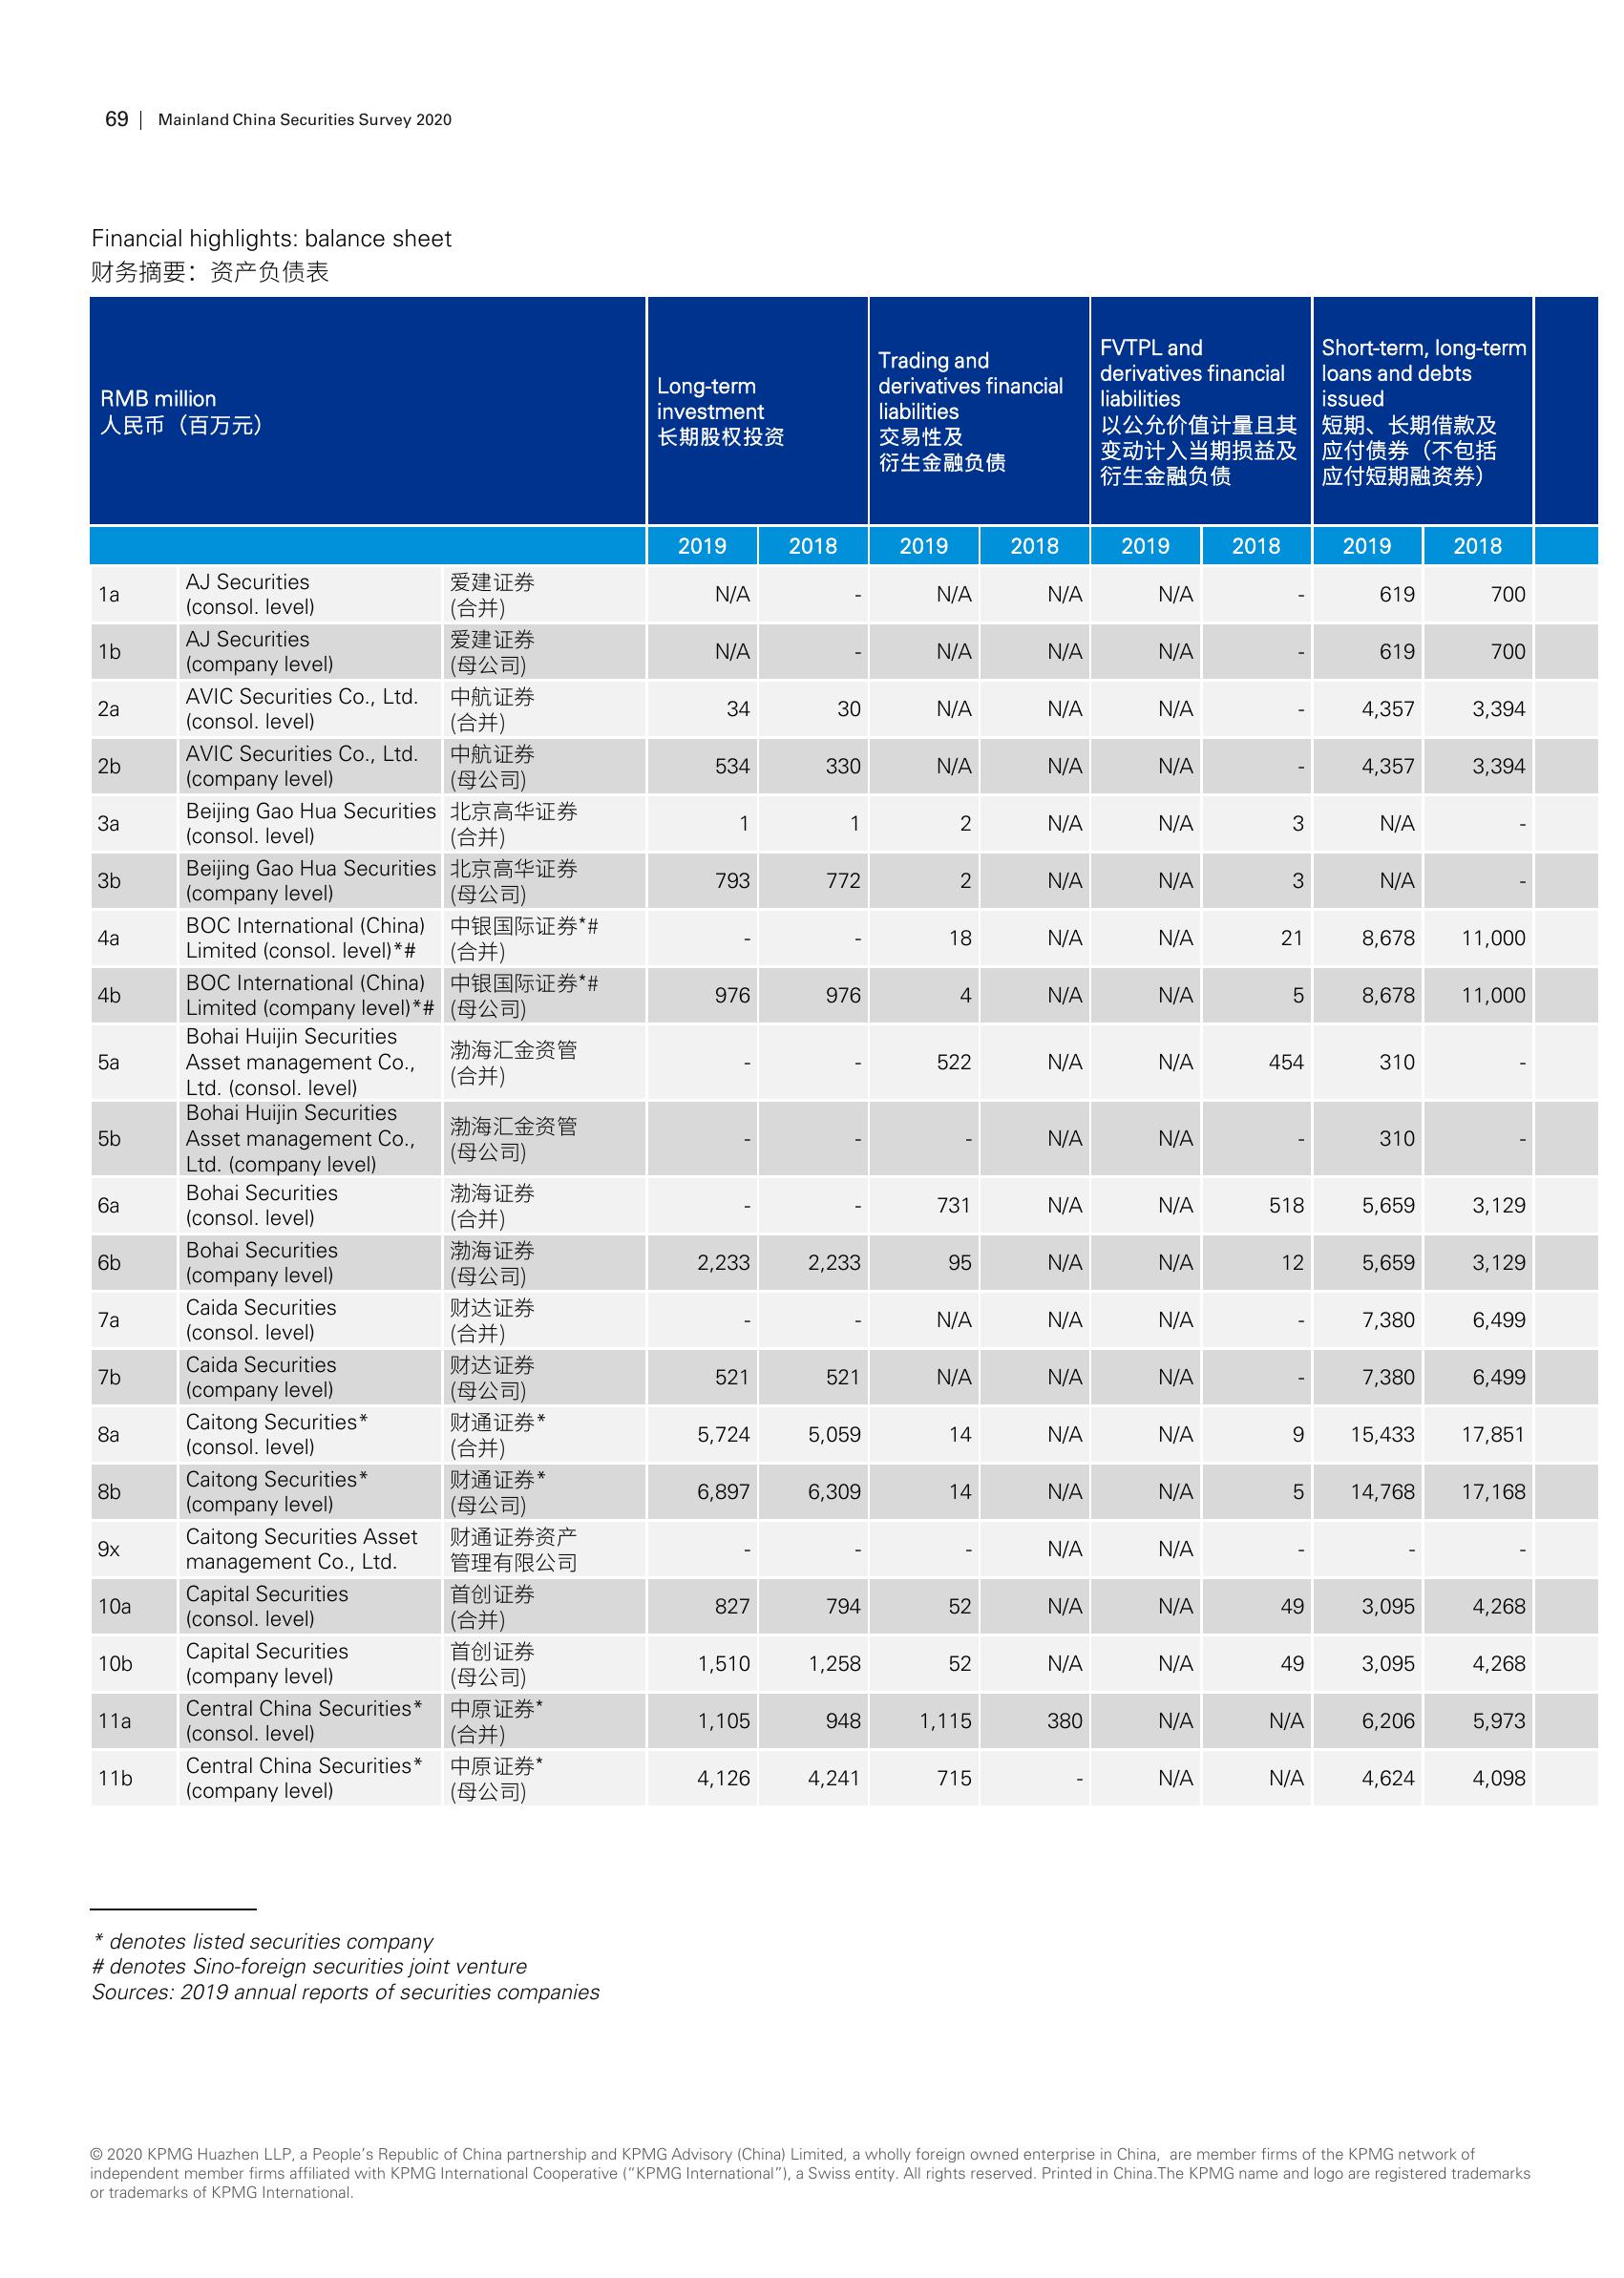 69 | Mainland China Securities Survey 2020
Financial highlights: balance sheet
财务摘要：资产负债表
RMB million
人民币（百万元）
Long-term
investment
长期股权投资
Trading and
derivatives financial
liabilities
交易性及
衍生金融负债
FVTPL and
derivatives financial
liabilities
以公允价值计量且其
变动计入当期损益及
衍生金融负债
Short-term, long-term
loans and debts
issued
短期、长期借款及
应付债券（不包括
应付短期融资券）
2019 2018 2019 2018 2019 2018 2019 2018
1a AJ Securities (consol. level) 爱建证券 (合并) N/A - N/A N/A N/A - 619 700
1b AJ Securities (company level) 爱建证券 (母公司) N/A - N/A N/A N/A - 619 700
2a AVIC Securities Co., Ltd. (consol. level) 中航证券 (合并) 34 30 N/A N/A N/A - 4,357 3,394
2b AVIC Securities Co., Ltd. (company level) 中航证券 (母公司) 534 330 N/A N/A N/A - 4,357 3,394
3a Beijing Gao Hua Securities (consol. level) 北京高华证券 (合并) 1 1 2 N/A N/A 3 N/A -
3b Beijing Gao Hua Securities (company level) 北京高华证券 (母公司) 793 772 2 N/A N/A 3 N/A -
4a BOC International (China) Limited (consol. level)*# 中银国际证券*# (合并) - - 18 N/A N/A 21 8,678 11,000
4b BOC International (China) Limited (company level)*# 中银国际证券*# (母公司) 976 976 4 N/A N/A 5 8,678 11,000
5a Bohai Huijin Securities Asset management Co., Ltd. (consol. level) 渤海汇金资管 (合并) - - 522 N/A N/A 454 310 -
5b Bohai Huijin Securities Asset management Co., Ltd. (company level) 渤海汇金资管 (母公司) - - - N/A N/A - 310 -
6a Bohai Securities (consol. level) 渤海证券 (合并) - - 731 N/A N/A 518 5,659 3,129
6b Bohai Securities (company level) 渤海证券 (母公司) 2,233 2,233 95 N/A N/A 12 5,659 3,129
7a Caida Securities (consol. level) 财达证券 (合并) - - N/A N/A N/A - 7,380 6,499
7b Caida Securities (company level) 财达证券 (母公司) 521 521 N/A N/A N/A - 7,380 6,499
8a Caitong Securities* (consol. level) 财通证券* (合并) 5,724 5,059 14 N/A N/A 9 15,433 17,851
8b Caitong Securities* (company level) 财通证券* (母公司) 6,897 6,309 14 N/A N/A 5 14,768 17,168
9x Caitong Securities Asset management Co., Ltd. 财通证券资产 管理有限公司 - - - N/A N/A - - -
10a Capital Securities (consol. level) 首创证券 (合并) 827 794 52 N/A N/A 49 3,095 4,268
10b Capital Securities (company level) 首创证券 (母公司) 1,510 1,258 52 N/A N/A 49 3,095 4,268
11a Central China Securities* (consol. level) 中原证券* (合并) 1,105 948 1,115 380 N/A N/A 6,206 5,973
11b Central China Securities* (company level) 中原证券* (母公司) 4,126 4,241 715 - N/A N/A 4,624 4,098
* denotes listed securities company
# denotes Sino-foreign securities joint venture
Sources: 2019 annual reports of securities companies
© 2020 KPMG Huazhen LLP, a People's Republic of China partnership and KPMG Advisory (China) Limited, a wholly foreign owned enterprise in China, are member firms of the KPMG network of
independent member firms affiliated with KPMG International Cooperative (“KPMG International”), a Swiss entity. All rights reserved. Printed in China.The KPMG name and logo are registered trademarks
or trademarks of KPMG International.